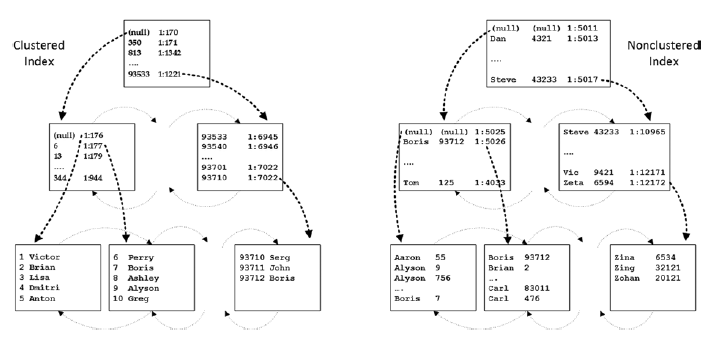 Clustered
Index
(null) 1:170
350 1:171
813 1:1342
....
93533 1:1221
(null) 1:176
6 1:177
13 1:179
....
344 1:944
93533 1:6945
93540 1:6946
....
93701 1:7022
93710 1:7022
1 Victor
2 Brian
3 Lisa
4 Dmitri
5 Anton
6 Perry
7 Boris
8 Ashley
9 Alyson
10 Greg
93710 Serg
93711 John
93712 Boris
Nonclustered
Index
(null) (null) 1:5011
Dan 4321 1:5013
....
Steve 43233 1:5017
(null) (null) 1:5025
Boris 93712 1:5026
....
Tom 125 1:4033
Steve 43233 1:10965
....
Vic 9421 1:12171
Zeta 6594 1:12172
Aaron 55
Alyson 9
Alyson 756
....
Boris 7
Boris 93712
Brian 2
....
Carl 83011
Carl 476
Zina 6534
Zing 32121
Zohan 20121